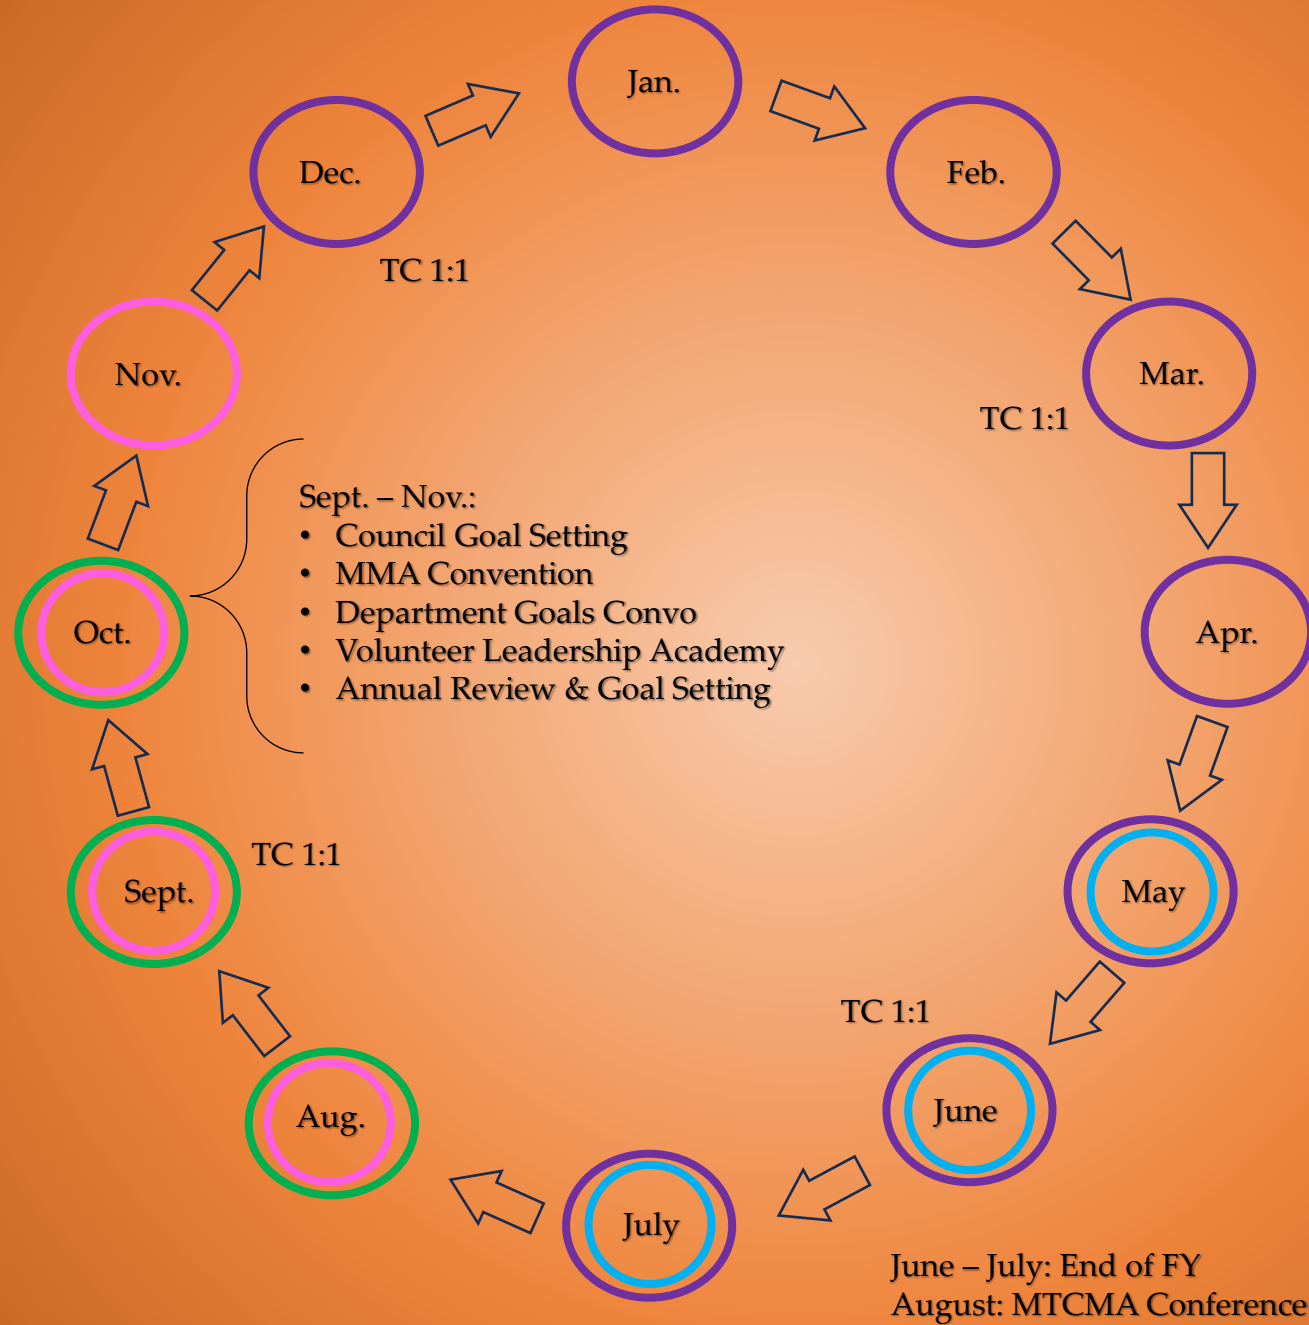 Jan.
Dec.
Feb.
TC 1:1
Nov.
Mar.
TC 1:1
Sept. – Nov.:
• Council Goal Setting
• MMA Convention
• Department Goals Convo
• Volunteer Leadership Academy
• Annual Review & Goal Setting
Oct.
Apr.
TC 1:1
Sept.
May
TC 1:1
June
Aug.
July
June – July: End of FY
August: MTCMA Conference